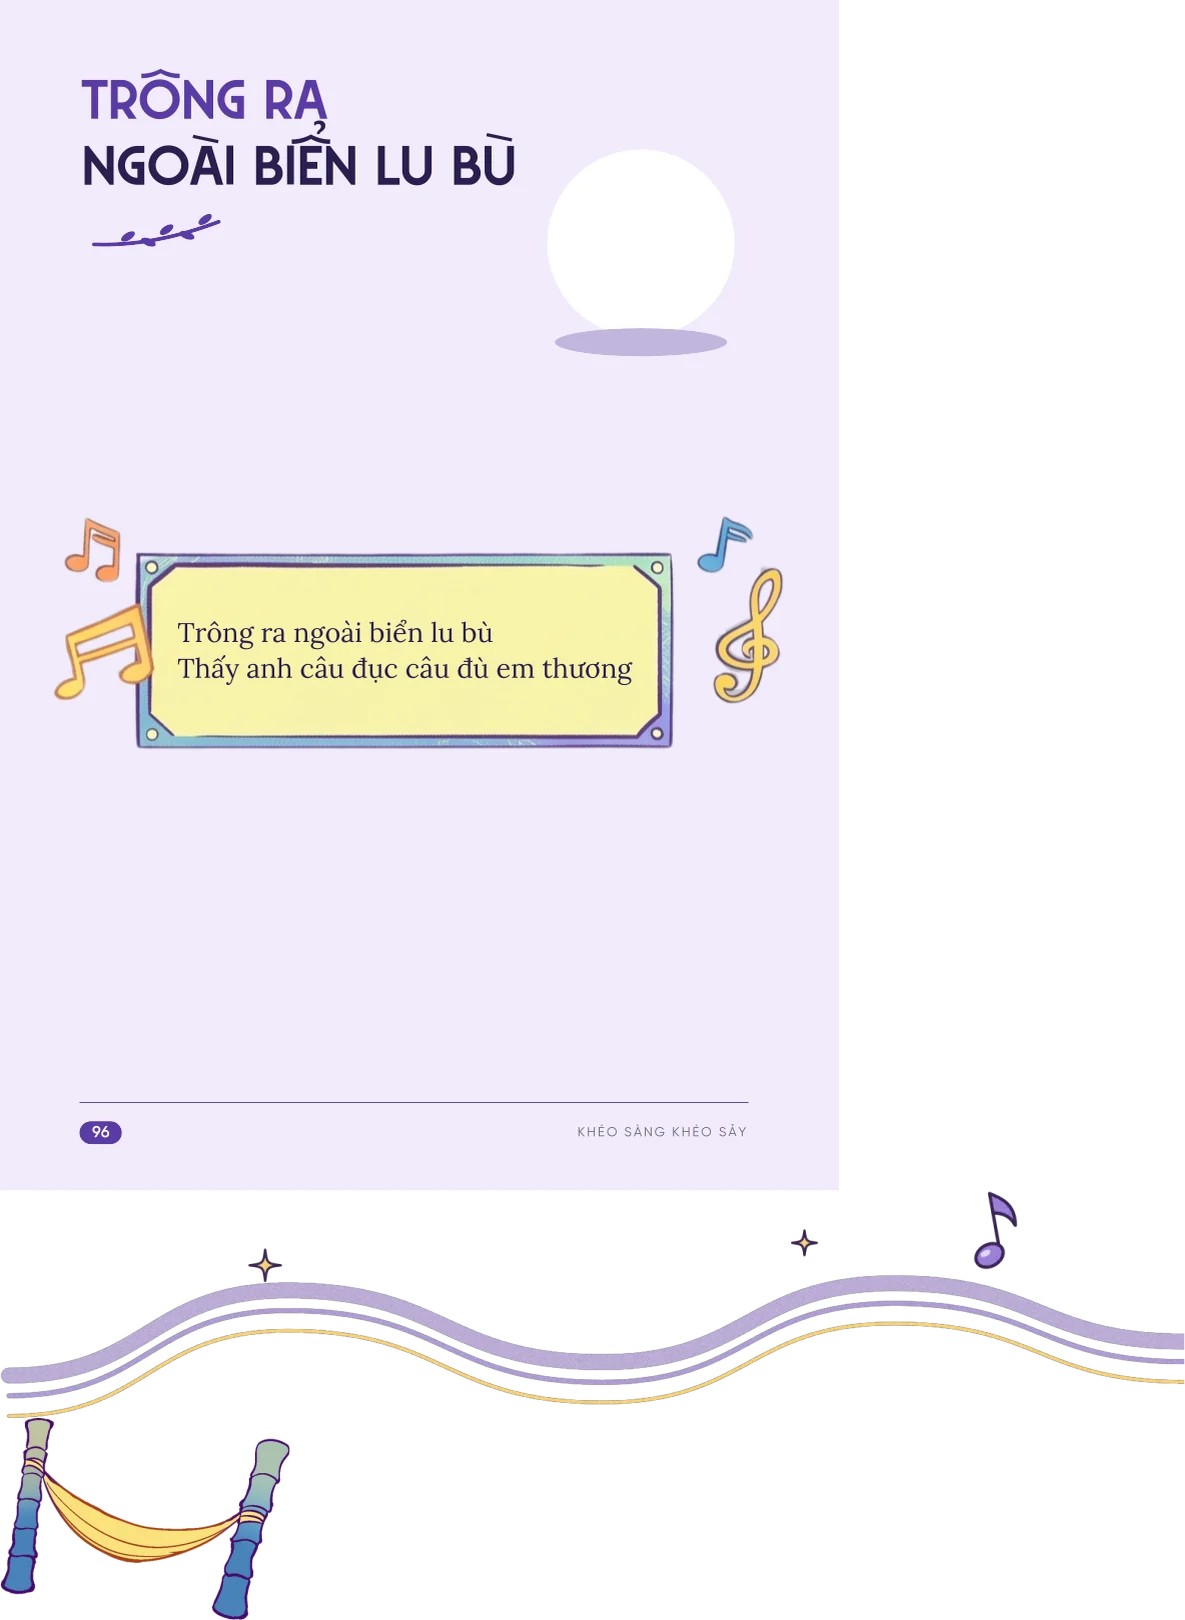 TRÔNG RA
NGOÀI BIỂN LU BÙ
Trông ra ngoài biển lu bù
Thấy anh câu đục câu đù em thương
96
KHÉO SÀNG KHÉO SẢY